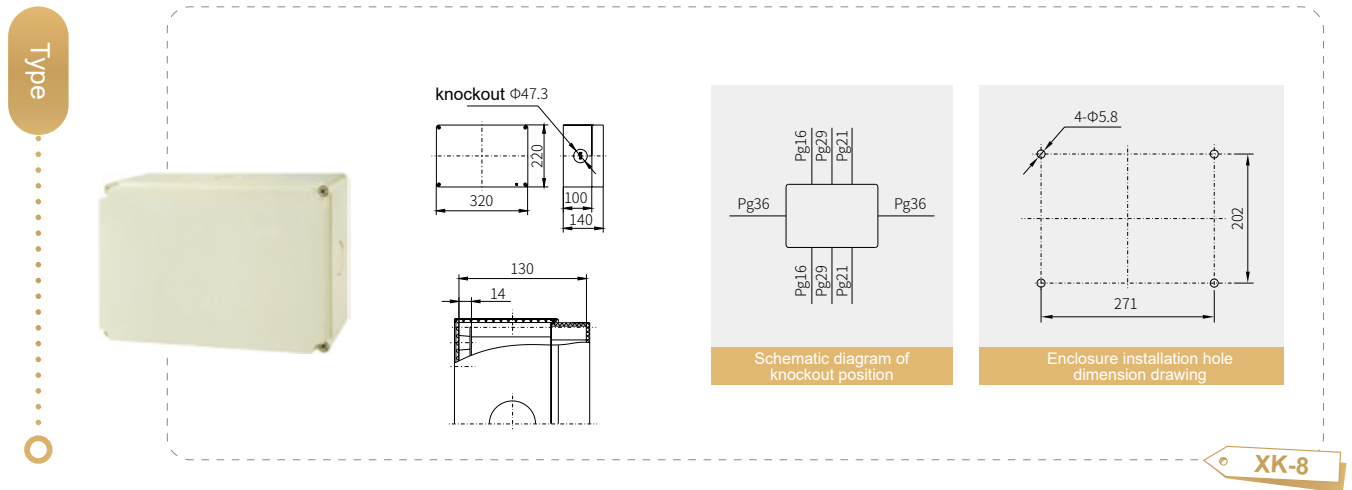 Type
knockout Φ47.3
220
320
100
140
130
14
Pg16
Pg29
Pg21
Pg36
Pg36
Pg16
Pg29
Pg21
Schematic diagram of
knockout position
4-Φ5.8
202
271
Enclosure installation hole
dimension drawing
XK-8